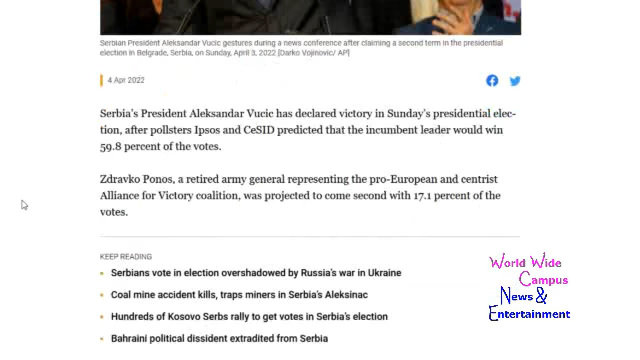 Serbian President Aleksandar Vucic gestures during a news conference after claiming a second term in the presidential
election in Belgrade, Serbia, on Sunday, April 3, 2022 [Darko Vojinovic/ AP]
4 Apr 2022
Serbia's President Aleksandar Vucic has declared victory in Sunday's presidential elec-
tion, after pollsters Ipsos and CeSID predicted that the incumbent leader would win
59.8 percent of the votes.
Zdravko Ponos, a retired army general representing the pro-European and centrist
Alliance for Victory coalition, was projected to come second with 17.1 percent of the
votes.
KEEP READING
Serbians vote in election overshadowed by Russia's war in Ukraine
Coal mine accident kills, traps miners in Serbia's Aleksinac
Hundreds of Kosovo Serbs rally to get votes in Serbia's election
Bahraini political dissident extradited from Serbia
World Wide
Campus
News &
Entertainment